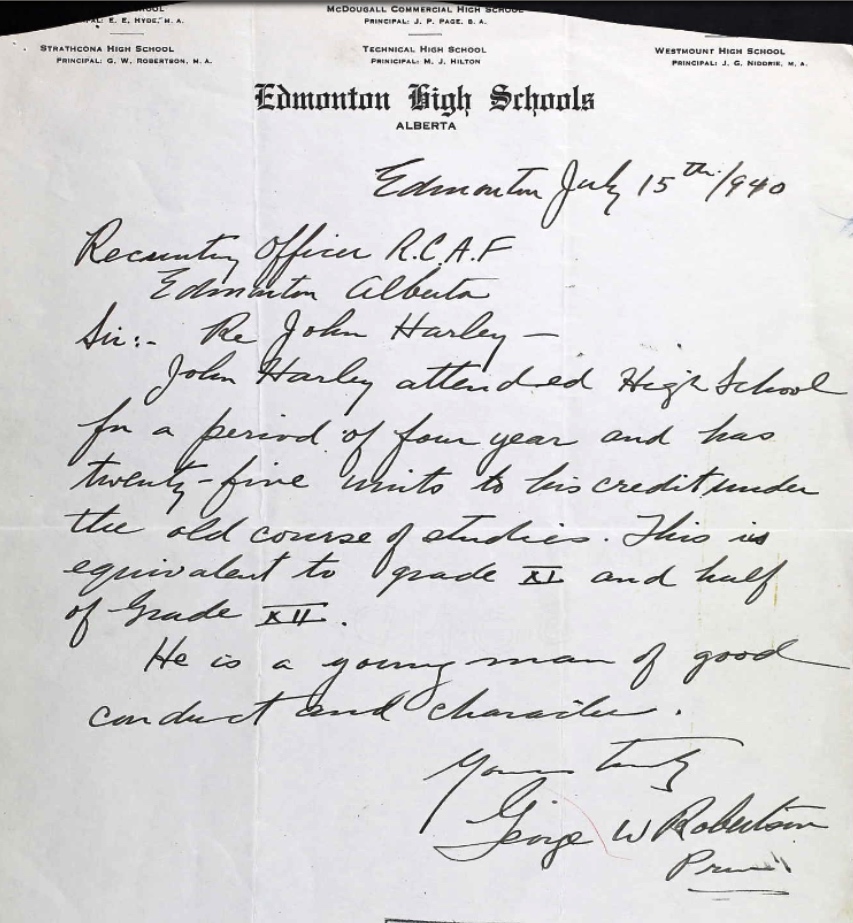 E. E. HYDE, M. A.
MCDOUGALL COMMERCIAL HIGH SCHOOL
PRINCIPAL: J. P. PAGE, B. A.
STRATHCONA HIGH SCHOOL
PRINCIPAL: G. W. ROBERTSON, M. A.
TECHNICAL HIGH SCHOOL
PRINICIPAL: M. J. HILTON
WESTMOUNT HIGH SCHOOL
PRINCIPAL: J. G. NIDDRIE, M. A.
Edmonton High Schools
ALBERTA
Edmonton July 15th/940
Recruiting Officer R.C.A.F
Edmonton Alberta
Sir:- Re John Harley –
John Harley attended High School
for a period of four year and has
twenty-five units to his credit under
the old course of studies. This is
equivalent to grade XI and half
of Grade XII.
He is a young man of good
conduct and character.
Yours Truly
George W Robertson